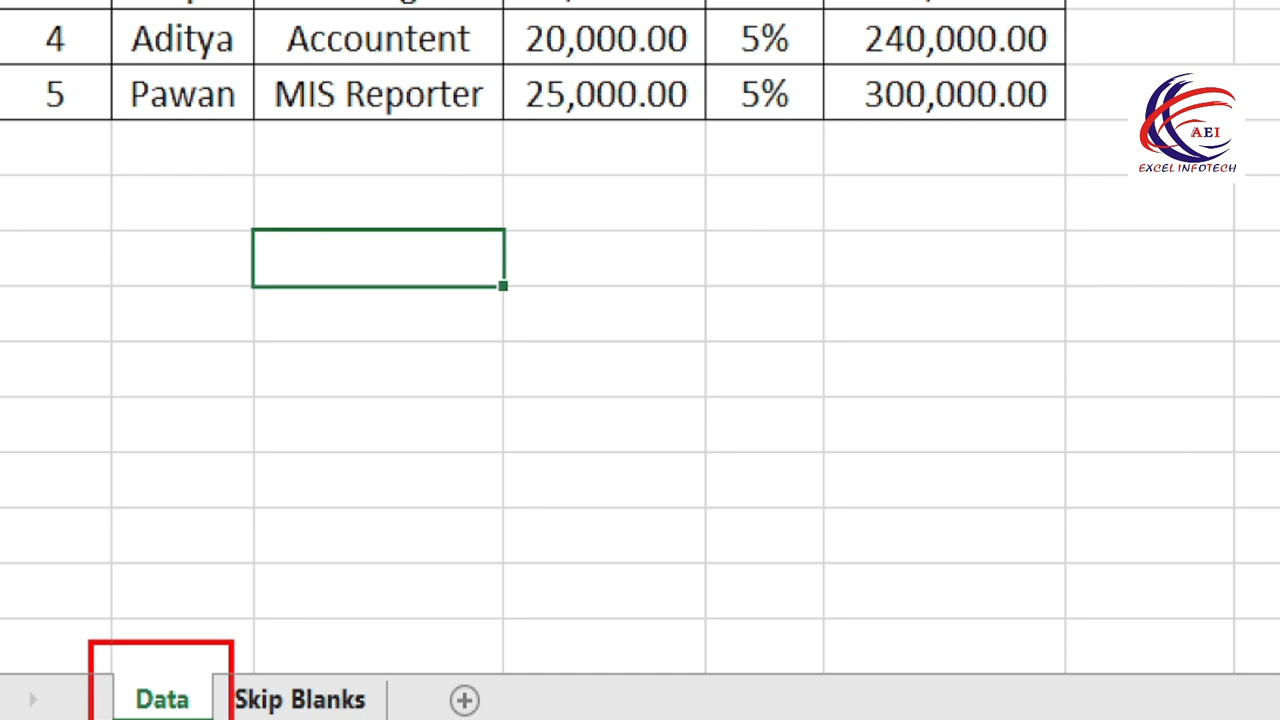 4 Aditya Accountent 20,000.00 5% 240,000.00
5 Pawan MIS Reporter 25,000.00 5% 300,000.00
AEI
EXCEL INFOTECH
Data Skip Blanks